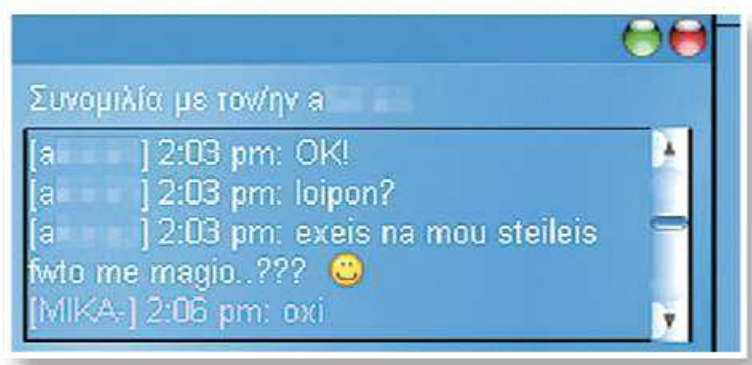 Συνομιλία με τον/ην a
[a ] 2:03 pm: OK!
[a ] 2:03 pm: loipon?
[a ] 2:03 pm: exeis na mou steileis
fwto me magio..???
[MIKA-] 2:06 pm: oxi